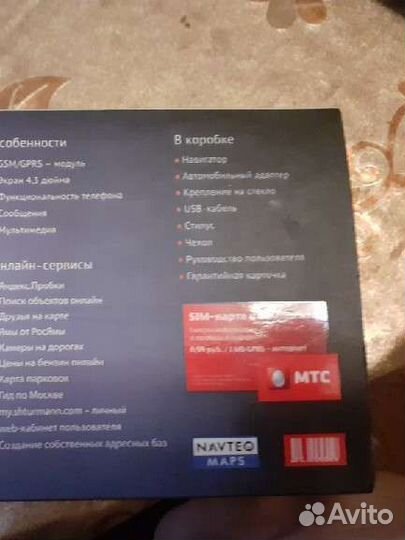 собенности
GSM/GPRS – модуль
Экран 4,3 дюйма
Функциональность телефона
Сообщения
Мультимедиа
нлайн-сервисы
Яндекс.Пробки
Поиск объектов онлайн
Друзья на карте
Ямы от РосЯмы
Камеры на дорогах
Цены на бензин онлайн
Карта парковок
Гид по Москве
my.shturmann.com – личный
web-кабинет пользователя
Создание собственных адресных баз
В коробке
Навигатор
Автомобильный адаптер
Крепление на стекло
USB-кабель
Стилус
Чехол
Руководство пользователя
Гарантийная карточка
SIM-карта
МТС
NAVTEQ
MAPS
Avito